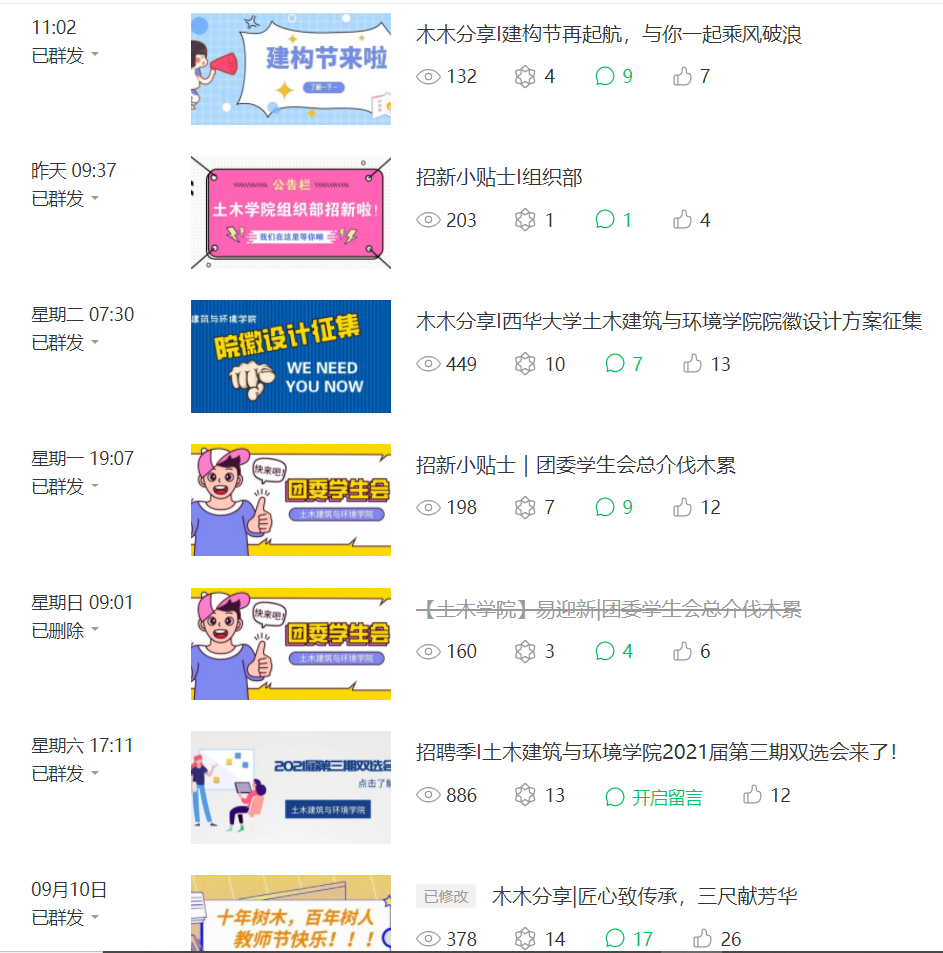 11:02
已群发
建构节来啦
了解一下
木木分享I建构节再起航，与你一起乘风破浪
132 4 9 7
昨天 09:37
已群发
公告栏
土木学院组织部招新啦！
我们在这里等你哦
招新小贴士I组织部
203 1 1 4
星期二 07:30
已群发
建筑与环境学院
院徽设计征集
WE NEED
YOU NOW
木木分享I西华大学土木建筑与环境学院院徽设计方案征集
449 10 7 13
星期一 19:07
已群发
快来吧!
团委学生会
土木建筑与环境学院
招新小贴士｜团委学生会总介伐木累
198 7 9 12
星期日 09:01
已删除
快来吧!
团委学生会
土木建筑与环境学院
【土木学院】易迎新|团委学生会总介伐木累
160 3 4 6
星期六 17:11
已群发
2021届第三期双选会
点击了解
土木建筑与环境学院
招聘季I土木建筑与环境学院2021届第三期双选会来了！
886 13 开启留言 12
09月10日
已群发
十年树木，百年树人
教师节快乐！！！
已修改 木木分享|匠心致传承，三尺献芳华
378 14 17 26